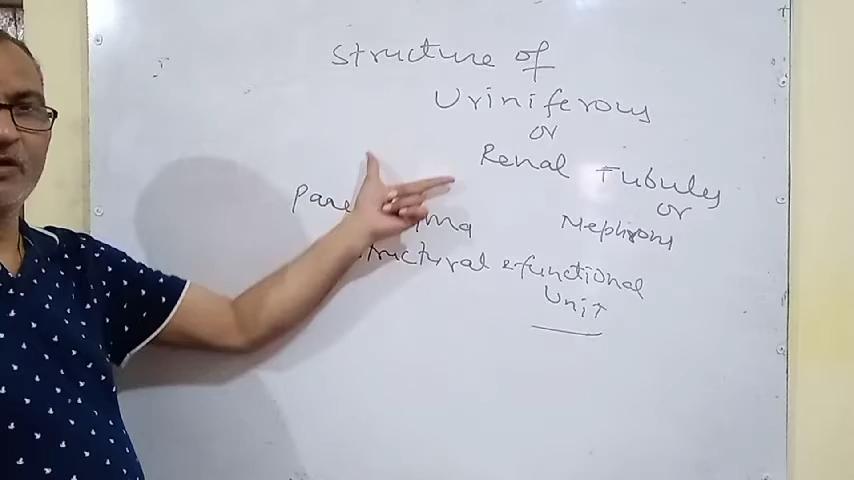 Structure of
Uriniferous
or
Renal Tubules
or
Nephrons
Structural & functional
Unit